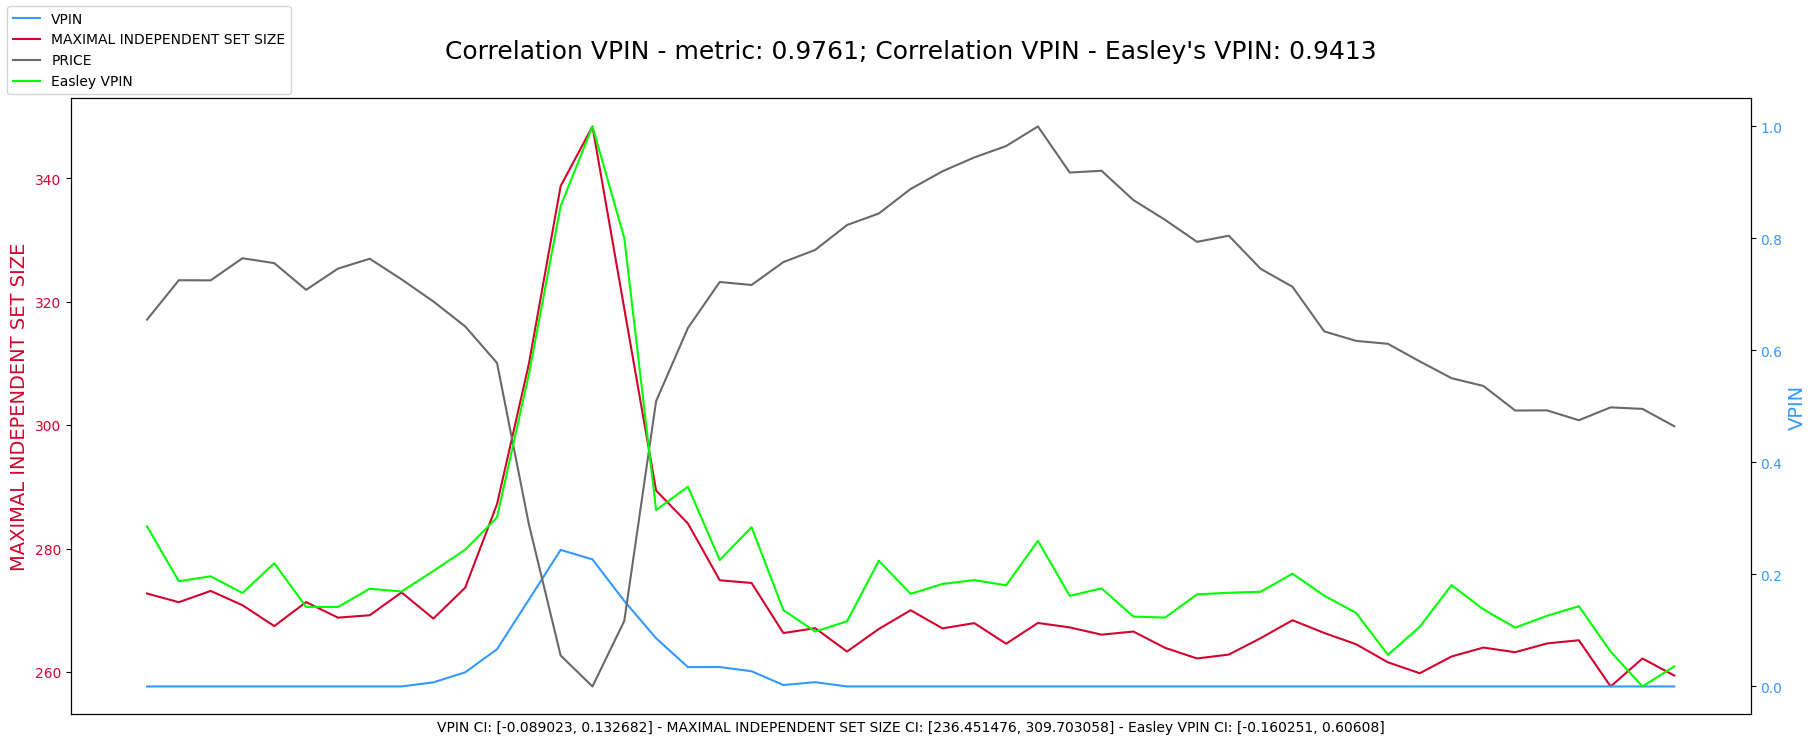 VPIN
MAXIMAL INDEPENDENT SET SIZE
PRICE
Easley VPIN
Correlation VPIN - metric: 0.9761; Correlation VPIN - Easley's VPIN: 0.9413
MAXIMAL INDEPENDENT SET SIZE
340
320
300
280
260
1.0
0.8
0.6
0.4
0.2
0.0
VPIN
VPIN CI: [-0.089023, 0.132682] - MAXIMAL INDEPENDENT SET SIZE CI: [236.451476, 309.703058] - Easley VPIN CI: [-0.160251, 0.60608]